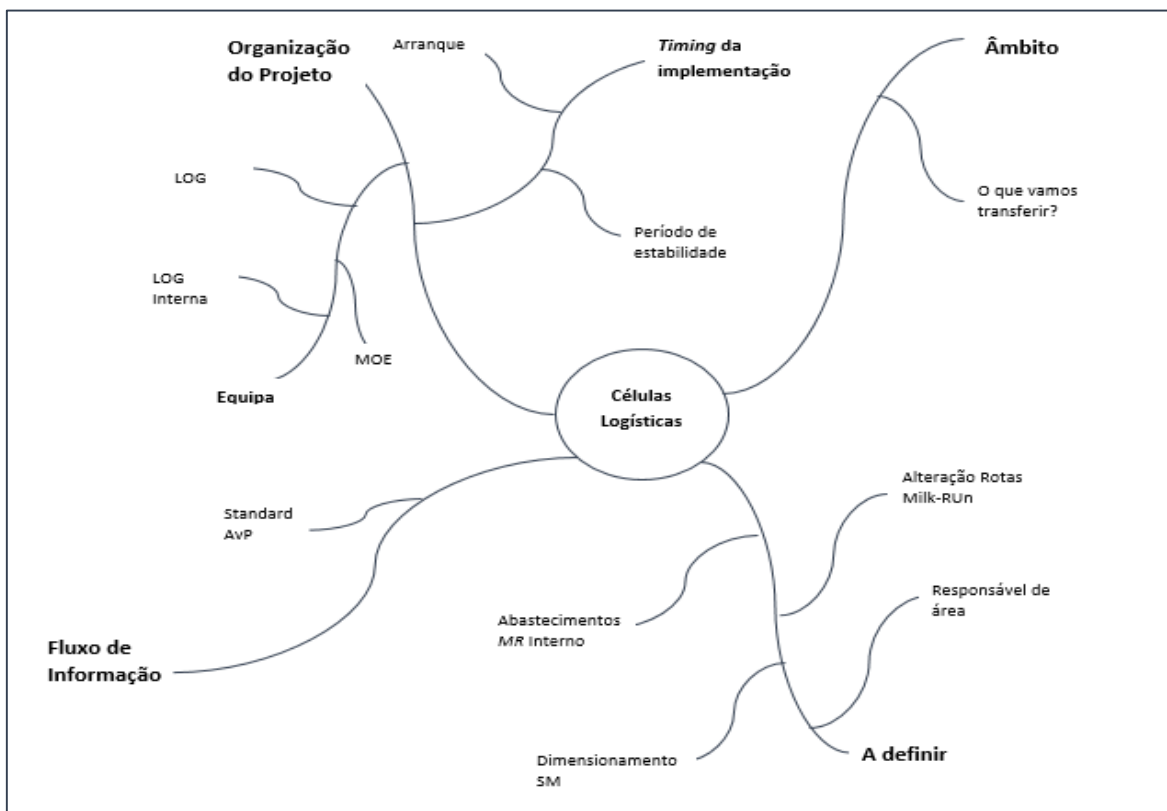 Organização
do Projeto
Arranque
Timing da
implementação
Âmbito
LOG
O que vamos
transferir?
Período de
estabilidade
LOG
Interna
MOE
Equipa
Células
Logísticas
Alteração Rotas
Milk-RUn
Standard
AvP
Responsável de
área
Abastecimentos
MR Interno
Fluxo de
Informação
Dimensionamento
SM
A definir